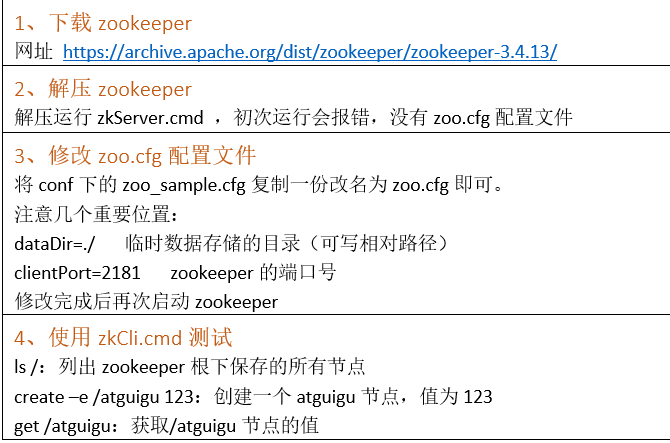 1、下载 zookeeper
网址 https://archive.apache.org/dist/zookeeper/zookeeper-3.4.13/
2、解压 zookeeper
解压运行 zkServer.cmd ，初次运行会报错，没有 zoo.cfg 配置文件
3、修改 zoo.cfg 配置文件
将 conf 下的 zoo_sample.cfg 复制一份改名为 zoo.cfg 即可。
注意几个重要位置：
dataDir=./ 临时数据存储的目录（可写相对路径）
clientPort=2181 zookeeper 的端口号
修改完成后再次启动 zookeeper
4、使用 zkCli.cmd 测试
ls /：列出 zookeeper 根下保存的所有节点
create –e /atguigu 123：创建一个 atguigu 节点，值为 123
get /atguigu：获取/atguigu 节点的值